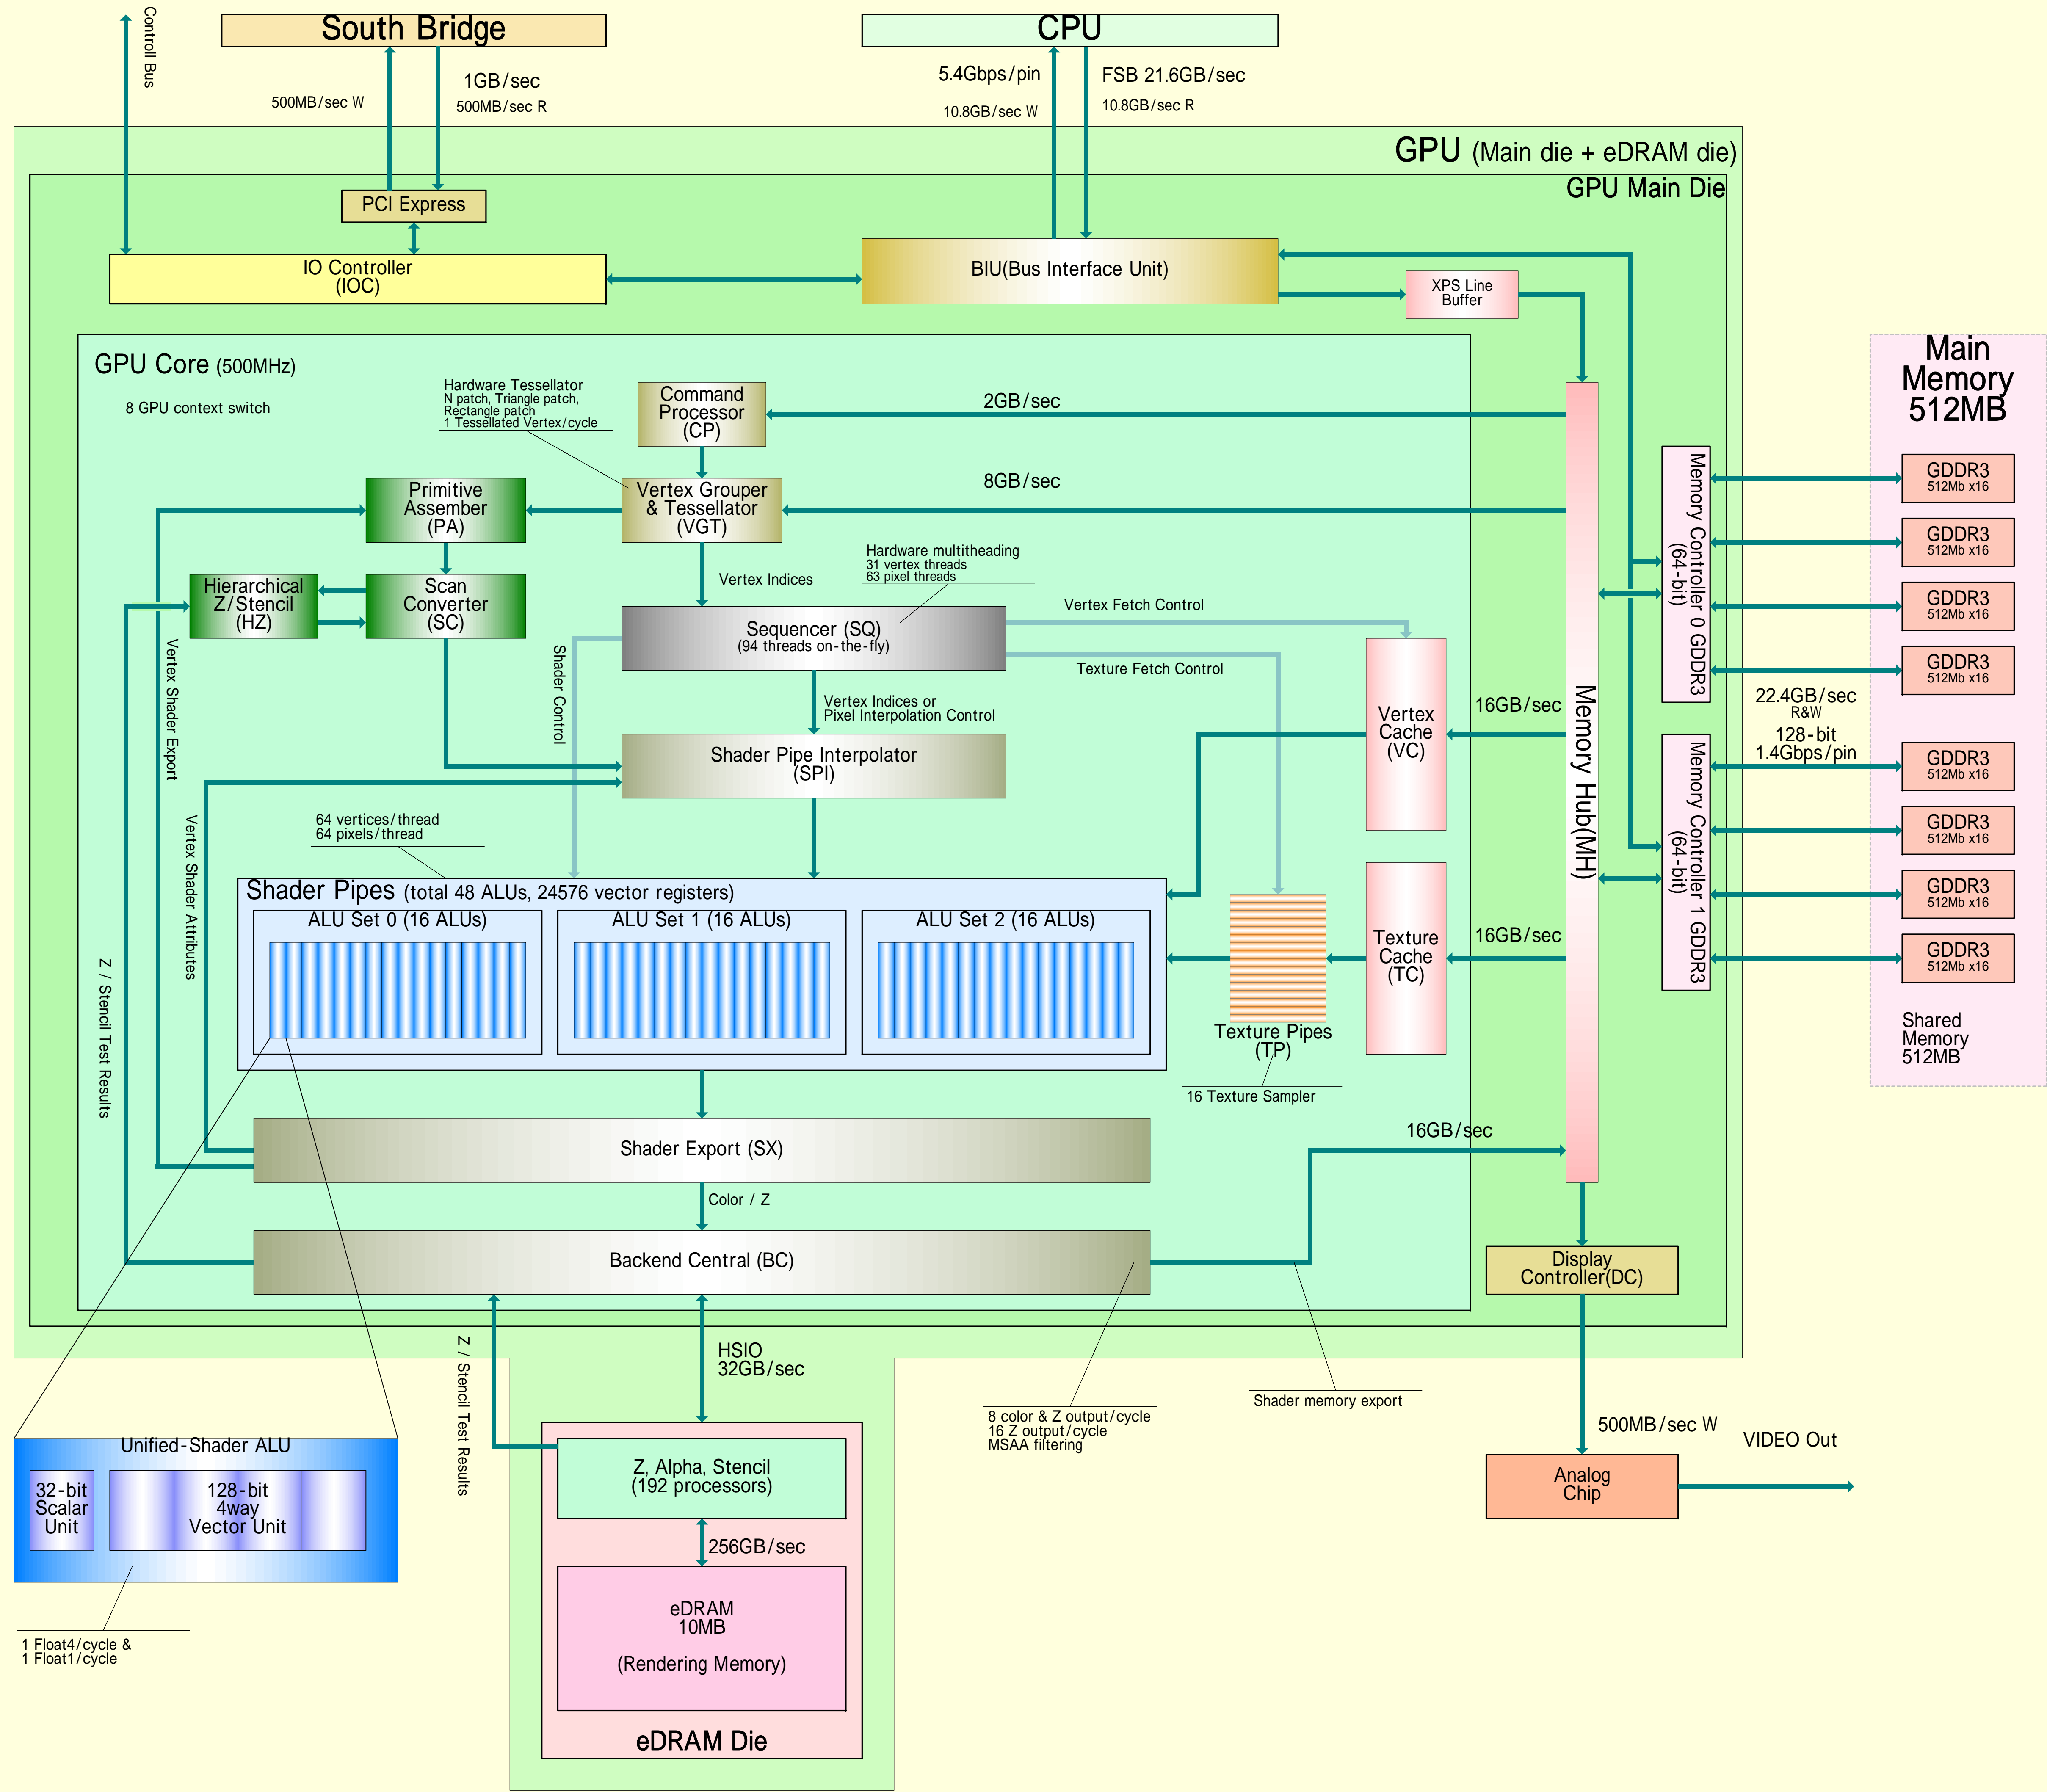 Controll Bus
South Bridge
CPU
1GB/sec
500MB/sec W
500MB/sec R
5.4Gbps/pin
FSB 21.6GB/sec
10.8GB/sec W
10.8GB/sec R
GPU (Main die + eDRAM die)
GPU Main Die
PCI Express
IO Controller
(IOC)
BIU(Bus Interface Unit)
XPS Line
Buffer
GPU Core (500MHz)
8 GPU context switch
Hardware Tessellator
N patch, Triangle patch,
Rectangle patch
1 Tessellated Vertex/cycle
Command
Processor
(CP)
2GB/sec
Primitive
Assember
(PA)
Vertex Grouper
& Tessellator
(VGT)
8GB/sec
Hierarchical
Z/Stencil
(HZ)
Scan
Converter
(SC)
Vertex Indices
Hardware multitheading
31 vertex threads
63 pixel threads
Sequencer (SQ)
(94 threads on-the-fly)
Vertex Fetch Control
Texture Fetch Control
Shader Control
Vertex Indices or
Pixel Interpolation Control
Shader Pipe Interpolator
(SPI)
Vertex Shader Export
Vertex Shader Attributes
Z / Stencil Test Results
64 vertices/thread
64 pixels/thread
Shader Pipes (total 48 ALUs, 24576 vector registers)
ALU Set 0 (16 ALUs)
ALU Set 1 (16 ALUs)
ALU Set 2 (16 ALUs)
Vertex
Cache
(VC)
16GB/sec
Texture
Cache
(TC)
16GB/sec
Texture Pipes
(TP)
16 Texture Sampler
Memory Hub(MH)
Memory Controller 0 GDDR3
(64-bit)
Memory Controller 1 GDDR3
(64-bit)
Main
Memory
512MB
GDDR3
512Mb x16
GDDR3
512Mb x16
GDDR3
512Mb x16
GDDR3
512Mb x16
22.4GB/sec
R&W
128-bit
1.4Gbps/pin
GDDR3
512Mb x16
GDDR3
512Mb x16
GDDR3
512Mb x16
GDDR3
512Mb x16
Shared
Memory
512MB
Shader Export (SX)
16GB/sec
Color / Z
Backend Central (BC)
Display
Controller(DC)
Z / Stencil Test Results
HSIO
32GB/sec
8 color & Z output/cycle
16 Z output/cycle
MSAA filtering
Shader memory export
500MB/sec W
VIDEO Out
Analog
Chip
Unified-Shader ALU
32-bit
Scalar
Unit
128-bit
4way
Vector Unit
1 Float4/cycle &
1 Float1/cycle
Z, Alpha, Stencil
(192 processors)
256GB/sec
eDRAM
10MB
(Rendering Memory)
eDRAM Die